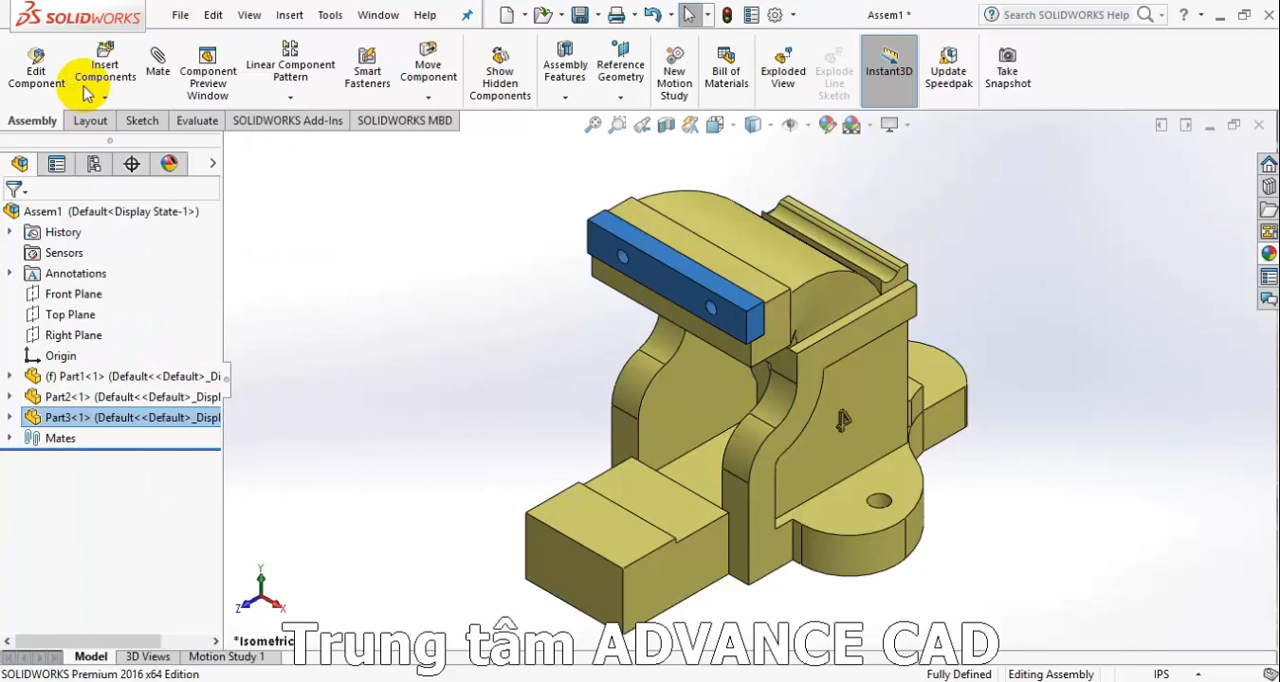 SOLIDWORKS
File Edit View Insert Tools Window Help
Assem1 *
Search SOLIDWORKS Help
?
Edit Component
Insert Components
Mate
Component Preview Window
Linear Component Pattern
Smart Fasteners
Move Component
Show Hidden Components
Assembly Features
Reference Geometry
New Motion Study
Bill of Materials
Exploded View
Explode Line Sketch
Instant3D
Update Speedpak
Take Snapshot
Assembly Layout Sketch Evaluate SOLIDWORKS Add-Ins SOLIDWORKS MBD
Assem1 (Default<Display State-1>)
History
Sensors
Annotations
Front Plane
Top Plane
Right Plane
Origin
(f) Part1<1> (Default<<Default>_Di
Part2<1> (Default<<Default>_Displ
Part3<1> (Default<<Default>_Displ
Mates
Y
Z X
*Isometric
Trung tâm ADVANCE CAD
Model 3D Views Motion Study 1
SOLIDWORKS Premium 2016 x64 Edition
Fully Defined Editing Assembly IPS